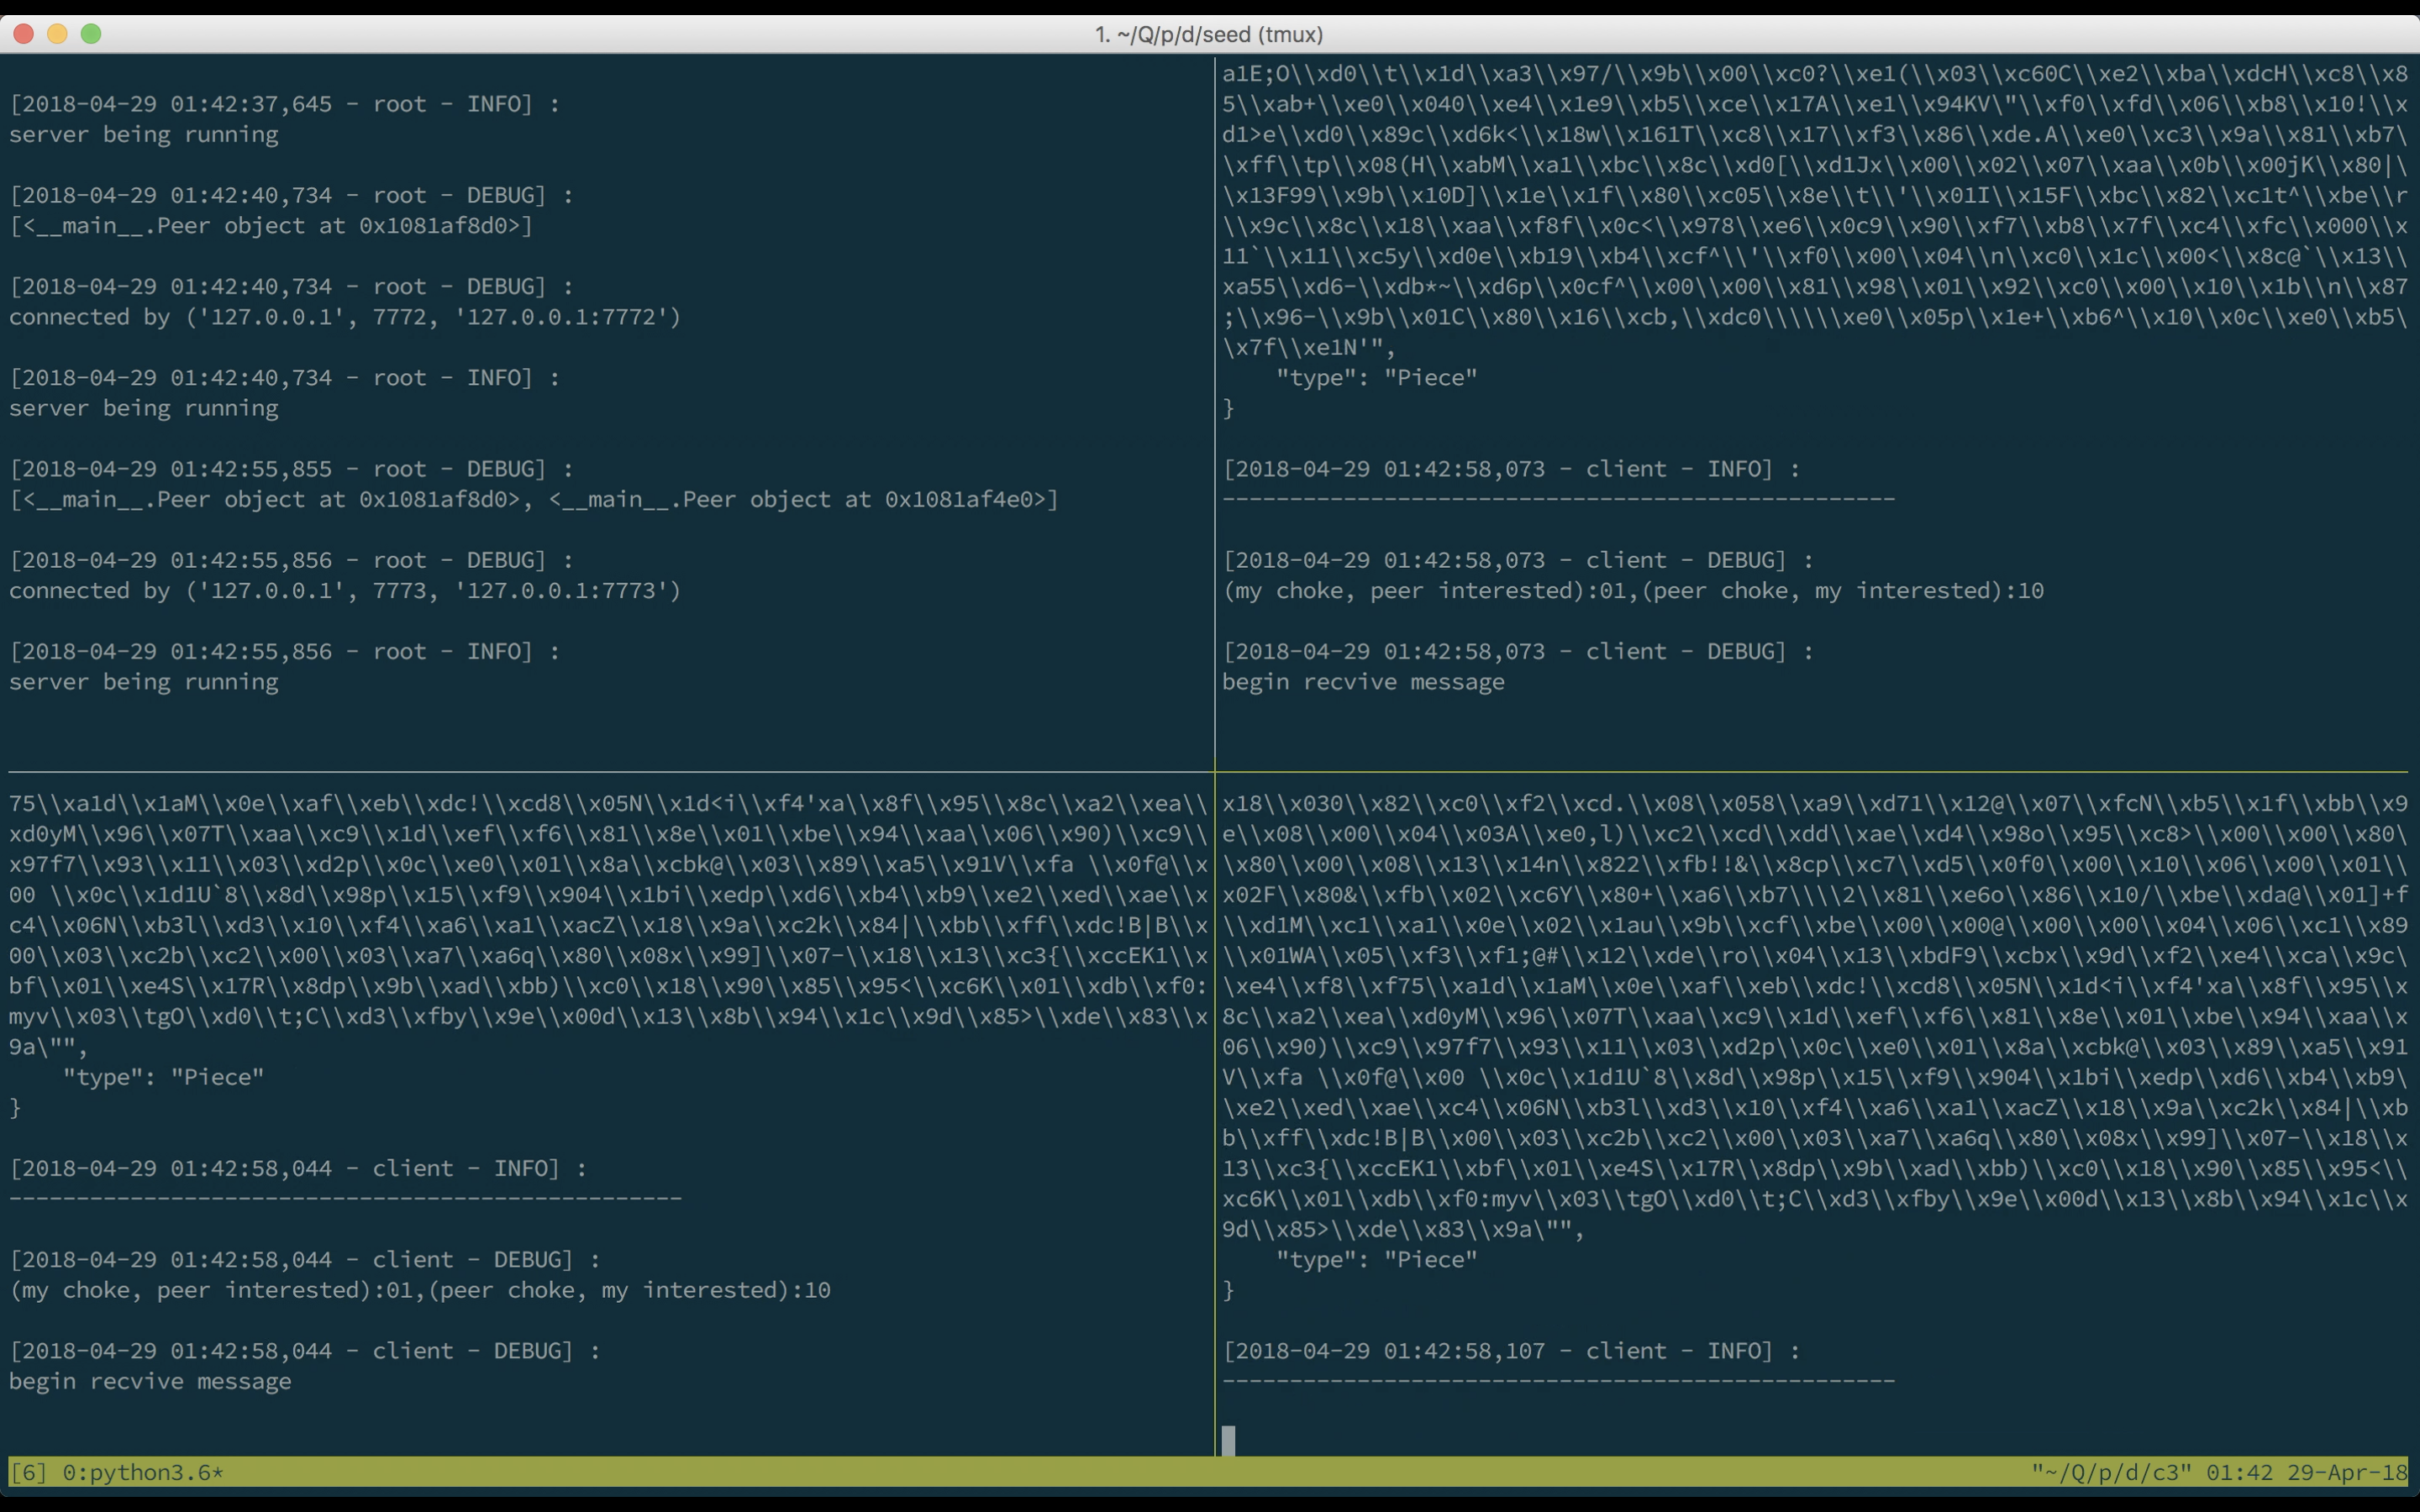 1. ~/Q/p/d/seed (tmux)
[2018-04-29 01:42:37,645 - root - INFO] :
server being running
[2018-04-29 01:42:40,734 - root - DEBUG] :
[<__main__.Peer object at 0x1081af8d0>]
[2018-04-29 01:42:40,734 - root - DEBUG] :
connected by ('127.0.0.1', 7772, '127.0.0.1:7772')
[2018-04-29 01:42:40,734 - root - INFO] :
server being running
[2018-04-29 01:42:55,855 - root - DEBUG] :
[<__main__.Peer object at 0x1081af8d0>, <__main__.Peer object at 0x1081af4e0>]
[2018-04-29 01:42:55,856 - root - DEBUG] :
connected by ('127.0.0.1', 7773, '127.0.0.1:7773')
[2018-04-29 01:42:55,856 - root - INFO] :
server being running
a1E;O\\xd0\\t\\x1d\\xa3\\x97/\\x9b\\x00\\xc0?\\xe1(\\x03\\xc60C\\xe2\\xba\\xdcH\\xc8\\x8
5\\xab+\\xe0\\x040\\xe4\\x1e9\\xb5\\xce\\x17A\\xe1\\x94KV\"\\xf0\\xfd\\x06\\xb8\\x10!\\x
d1>e\\xd0\\x89c\\xd6k<\\x18w\\x161T\\xc8\\x17\\xf3\\x86\\xde.A\\xe0\\xc3\\x9a\\x81\\xb7\
\xff\\tp\\x08(H\\xabM\\xa1\\xbc\\x8c\\xd0[\\xd1Jx\\x00\\x02\\x07\\xaa\\x0b\\x00jK\\x80|\
\x13F99\\x9b\\x10D]\\x1e\\x1f\\x80\\xc05\\x8e\\t\\'\\x01I\\x15F\\xbc\\x82\\xc1t^\\xbe\\r
\\x9c\\x8c\\x18\\xaa\\xf8f\\x0c<\\x978\\xe6\\x0c9\\x90\\xf7\\xb8\\x7f\\xc4\\xfc\\x000\\x
11`\\x11\\xc5y\\xd0e\\xb19\\xb4\\xcf^\\'\\xf0\\x00\\x04\\n\\xc0\\x1c\\x00<\\x8c@`\\x13\\
xa55\\xd6-\\xdb*~\\xd6p\\x0cf^\\x00\\x00\\x81\\x98\\x01\\x92\\xc0\\x00\\x10\\x1b\\n\\x87
;\\x96-\\x9b\\x01C\\x80\\x16\\xcb,\\xdc0\\\\\\xe0\\x05p\\x1e+\\xb6^\\x10\\x0c\\xe0\\xb5\
\x7f\\xe1N'",
"type": "Piece"
}
[2018-04-29 01:42:58,073 - client - INFO] :
--------------------------------------------------
[2018-04-29 01:42:58,073 - client - DEBUG] :
(my choke, peer interested):01,(peer choke, my interested):10
[2018-04-29 01:42:58,073 - client - DEBUG] :
begin recvive message
75\\xa1d\\x1aM\\x0e\\xaf\\xeb\\xdc!\\xcd8\\x05N\\x1d<i\\xf4'xa\\x8f\\x95\\x8c\\xa2\\xea\\
xd0yM\\x96\\x07T\\xaa\\xc9\\x1d\\xef\\xf6\\x81\\x8e\\x01\\xbe\\x94\\xaa\\x06\\x90)\\xc9\\
x97f7\\x93\\x11\\x03\\xd2p\\x0c\\xe0\\x01\\x8a\\xcbk@\\x03\\x89\\xa5\\x91V\\xfa \\x0f@\\x
00 \\x0c\\x1d1U`8\\x8d\\x98p\\x15\\xf9\\x904\\x1bi\\xedp\\xd6\\xb4\\xb9\\xe2\\xed\\xae\\x
c4\\x06N\\xb3l\\xd3\\x10\\xf4\\xa6\\xa1\\xacZ\\x18\\x9a\\xc2k\\x84|\\xbb\\xff\\xdc!B|B\\x
00\\x03\\xc2b\\xc2\\x00\\x03\\xa7\\xa6q\\x80\\x08x\\x99]\\x07-\\x18\\x13\\xc3{\\xccEK1\\x
bf\\x01\\xe4S\\x17R\\x8dp\\x9b\\xad\\xbb)\\xc0\\x18\\x90\\x85\\x95<\\xc6K\\x01\\xdb\\xf0:
myv\\x03\\tgO\\xd0\\t;C\\xd3\\xfby\\x9e\\x00d\\x13\\x8b\\x94\\x1c\\x9d\\x85>\\xde\\x83\\x
9a\"",
"type": "Piece"
}
[2018-04-29 01:42:58,044 - client - INFO] :
--------------------------------------------------
[2018-04-29 01:42:58,044 - client - DEBUG] :
(my choke, peer interested):01,(peer choke, my interested):10
[2018-04-29 01:42:58,044 - client - DEBUG] :
begin recvive message
x18\\x030\\x82\\xc0\\xf2\\xcd.\\x08\\x058\\xa9\\xd71\\x12@\\x07\\xfcN\\xb5\\x1f\\xbb\\x9
e\\x08\\x00\\x04\\x03A\\xe0,l)\\xc2\\xcd\\xdd\\xae\\xd4\\x98o\\x95\\xc8>\\x00\\x00\\x80\
\x80\\x00\\x08\\x13\\x14n\\x822\\xfb!!&\\x8cp\\xc7\\xd5\\x0f0\\x00\\x10\\x06\\x00\\x01\\
x02F\\x80&\\xfb\\x02\\xc6Y\\x80+\\xa6\\xb7\\\\2\\x81\\xe6o\\x86\\x10/\\xbe\\xda@\\x01]+f
\\xd1M\\xc1\\xa1\\x0e\\x02\\x1au\\x9b\\xcf\\xbe\\x00\\x00@\\x00\\x00\\x04\\x06\\xc1\\x89
\\x01WA\\x05\\xf3\\xf1;@#\\x12\\xde\\ro\\x04\\x13\\xbdF9\\xcbx\\x9d\\xf2\\xe4\\xca\\x9c\
\xe4\\xf8\\xf75\\xa1d\\x1aM\\x0e\\xaf\\xeb\\xdc!\\xcd8\\x05N\\x1d<i\\xf4'xa\\x8f\\x95\\x
8c\\xa2\\xea\\xd0yM\\x96\\x07T\\xaa\\xc9\\x1d\\xef\\xf6\\x81\\x8e\\x01\\xbe\\x94\\xaa\\x
06\\x90)\\xc9\\x97f7\\x93\\x11\\x03\\xd2p\\x0c\\xe0\\x01\\x8a\\xcbk@\\x03\\x89\\xa5\\x91
V\\xfa \\x0f@\\x00 \\x0c\\x1d1U`8\\x8d\\x98p\\x15\\xf9\\x904\\x1bi\\xedp\\xd6\\xb4\\xb9\
\xe2\\xed\\xae\\xc4\\x06N\\xb3l\\xd3\\x10\\xf4\\xa6\\xa1\\xacZ\\x18\\x9a\\xc2k\\x84|\\xb
b\\xff\\xdc!B|B\\x00\\x03\\xc2b\\xc2\\x00\\x03\\xa7\\xa6q\\x80\\x08x\\x99]\\x07-\\x18\\x
13\\xc3{\\xccEK1\\xbf\\x01\\xe4S\\x17R\\x8dp\\x9b\\xad\\xbb)\\xc0\\x18\\x90\\x85\\x95<\\
xc6K\\x01\\xdb\\xf0:myv\\x03\\tgO\\xd0\\t;C\\xd3\\xfby\\x9e\\x00d\\x13\\x8b\\x94\\x1c\\x
9d\\x85>\\xde\\x83\\x9a\"",
"type": "Piece"
}
[2018-04-29 01:42:58,107 - client - INFO] :
--------------------------------------------------
[6] 0:python3.6* "~/Q/p/d/c3" 01:42 29-Apr-18